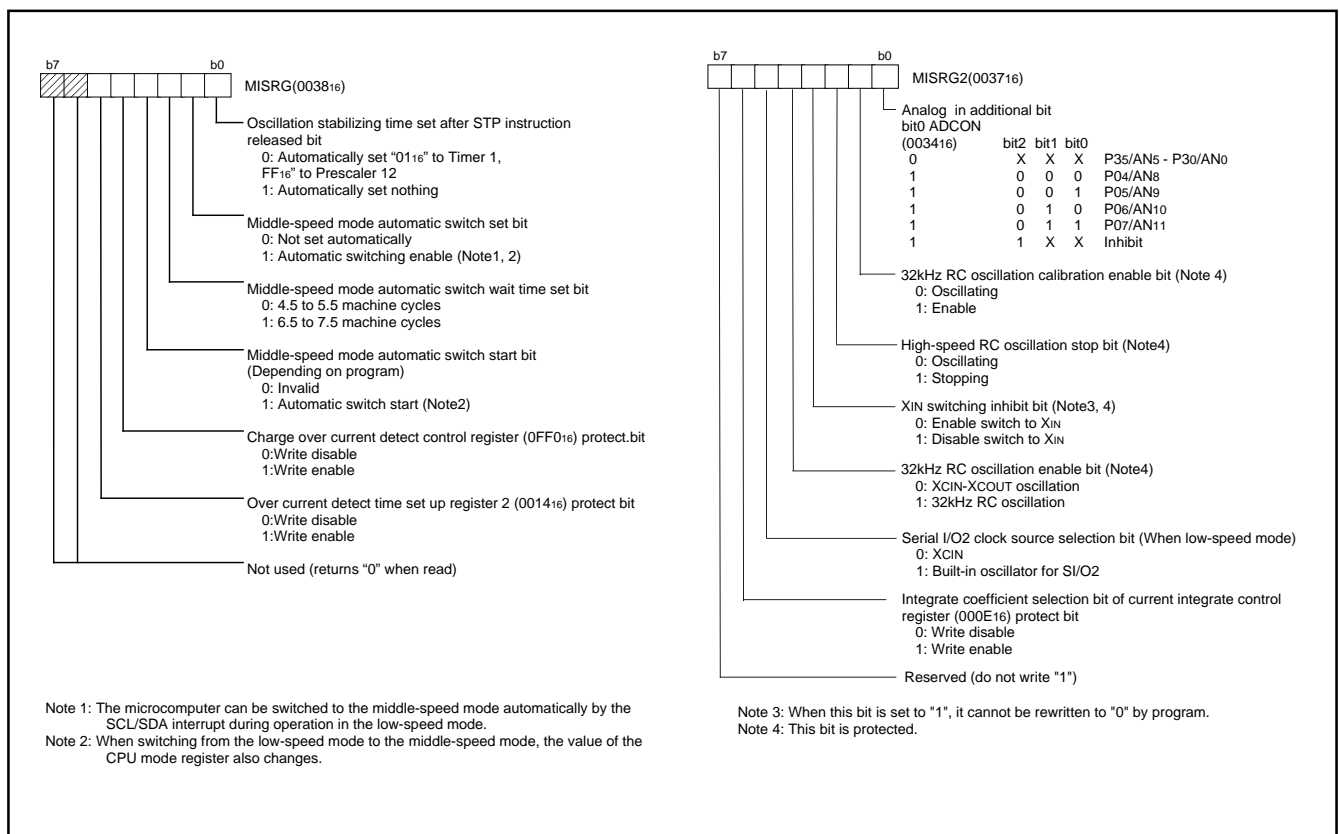 b7 b0
MISRG(003816)
Oscillation stabilizing time set after STP instruction
released bit
0: Automatically set “0116” to Timer 1,
FF16” to Prescaler 12
1: Automatically set nothing
Middle-speed mode automatic switch set bit
0: Not set automatically
1: Automatic switching enable (Note1, 2)
Middle-speed mode automatic switch wait time set bit
0: 4.5 to 5.5 machine cycles
1: 6.5 to 7.5 machine cycles
Middle-speed mode automatic switch start bit
(Depending on program)
0: Invalid
1: Automatic switch start (Note2)
Charge over current detect control register (0FF016) protect.bit
0:Write disable
1:Write enable
Over current detect time set up register 2 (001416) protect bit
0:Write disable
1:Write enable
Not used (returns “0” when read)
Note 1: The microcomputer can be switched to the middle-speed mode automatically by the
SCL/SDA interrupt during operation in the low-speed mode.
Note 2: When switching from the low-speed mode to the middle-speed mode, the value of the
CPU mode register also changes.
b7 b0
MISRG2(003716)
Analog in additional bit
bit0 ADCON
(003416) bit2 bit1 bit0
0 X X X P35/AN5 - P30/AN0
1 0 0 0 P04/AN8
1 0 0 1 P05/AN9
1 0 1 0 P06/AN10
1 0 1 1 P07/AN11
1 1 X X Inhibit
32kHz RC oscillation calibration enable bit (Note 4)
0: Oscillating
1: Enable
High-speed RC oscillation stop bit (Note4)
0: Oscillating
1: Stopping
XIN switching inhibit bit (Note3, 4)
0: Enable switch to XIN
1: Disable switch to XIN
32kHz RC oscillation enable bit (Note4)
0: XCIN-XCOUT oscillation
1: 32kHz RC oscillation
Serial I/O2 clock source selection bit (When low-speed mode)
0: XCIN
1: Built-in oscillator for SI/O2
Integrate coefficient selection bit of current integrate control
register (000E16) protect bit
0: Write disable
1: Write enable
Reserved (do not write "1")
Note 3: When this bit is set to "1", it cannot be rewritten to "0" by program.
Note 4: This bit is protected.